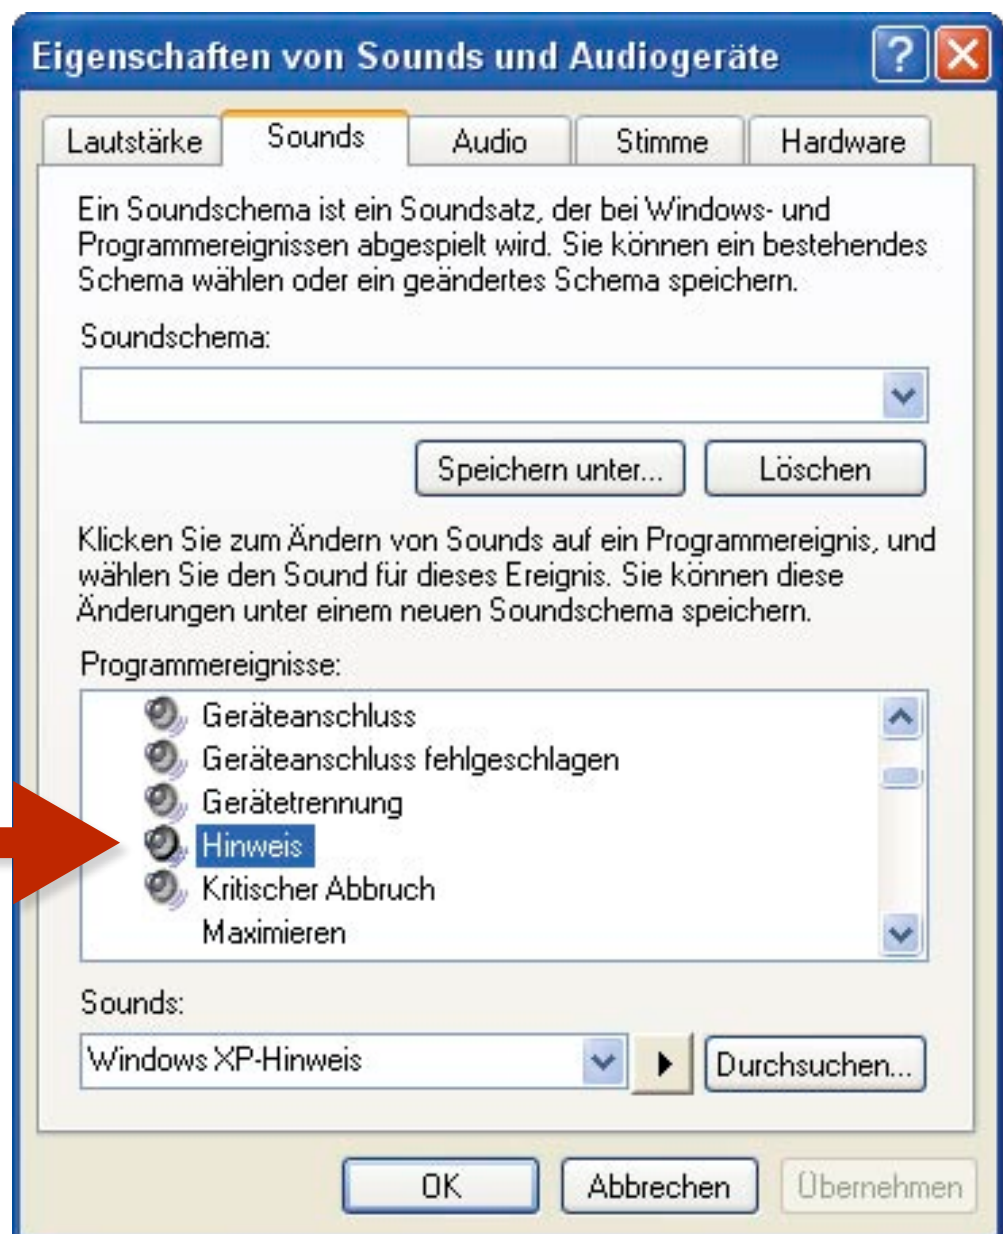 Eigenschaften von Sounds und Audiogeräte
Lautstärke Sounds Audio Stimme Hardware
Ein Soundschema ist ein Soundsatz, der bei Windows- und
Programmereignissen abgespielt wird. Sie können ein bestehendes
Schema wählen oder ein geändertes Schema speichern.
Soundschema:
Speichern unter... Löschen
Klicken Sie zum Ändern von Sounds auf ein Programmereignis, und
wählen Sie den Sound für dieses Ereignis. Sie können diese
Änderungen unter einem neuen Soundschema speichern.
Programmereignisse:
Geräteanschluss
Geräteanschluss fehlgeschlagen
Gerätetrennung
Hinweis
Kritischer Abbruch
Maximieren
Sounds:
Windows XP-Hinweis Durchsuchen...
OK Abbrechen Übernehmen